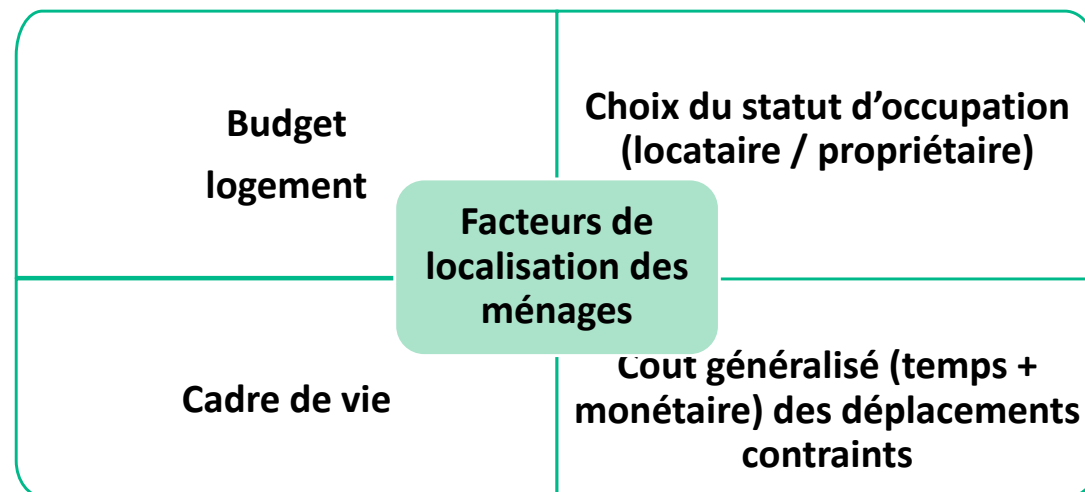 Budget
logement
Choix du statut d'occupation
(locataire / propriétaire)
Facteurs de
localisation des
ménages
Cadre de vie
Cout généralisé (temps +
monétaire) des déplacements
contraints